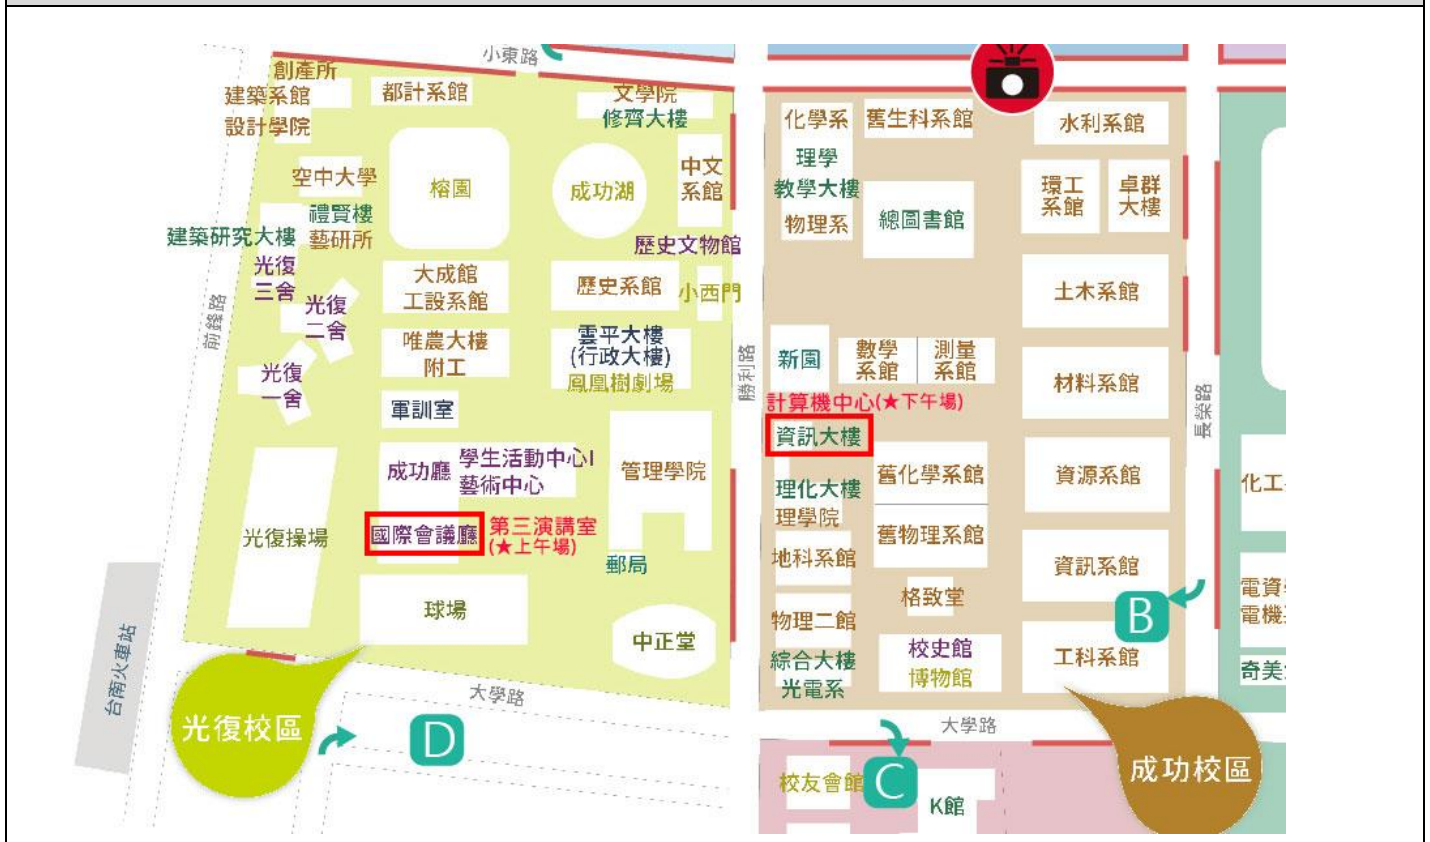 小東路
創產所
建築系館
設計學院
都計系館
文學院
修齊大樓
空中大學
榕園
成功湖
中文
系館
禮賢樓
藝研所
建築研究大樓
歷史文物館
光復
三舍
光復
二舍
光復
一舍
大成館
工設系館
歷史系館
小西門
唯農大樓
附工
雲平大樓
(行政大樓)
鳳凰樹劇場
軍訓室
前鋒路
勝利路
成功廳
學生活動中心I
藝術中心
管理學院
光復操場
國際會議廳
第三演講室
(★上午場)
郵局
球場
中正堂
台南火車站
大學路
光復校區
D
化學系
舊生科系館
水利系館
理學
教學大樓
物理系
總圖書館
環工
系館
卓群
大樓
土木系館
新園
數學
系館
測量
系館
材料系館
計算機中心(★下午場)
資訊大樓
長榮路
理化大樓
理學院
舊化學系館
資源系館
化工
舊物理系館
地科系館
資訊系館
格致堂
B
電資
電機
物理二館
校史館
博物館
工科系館
綜合大樓
光電系
奇美
大學路
校友會館
C
K館
成功校區